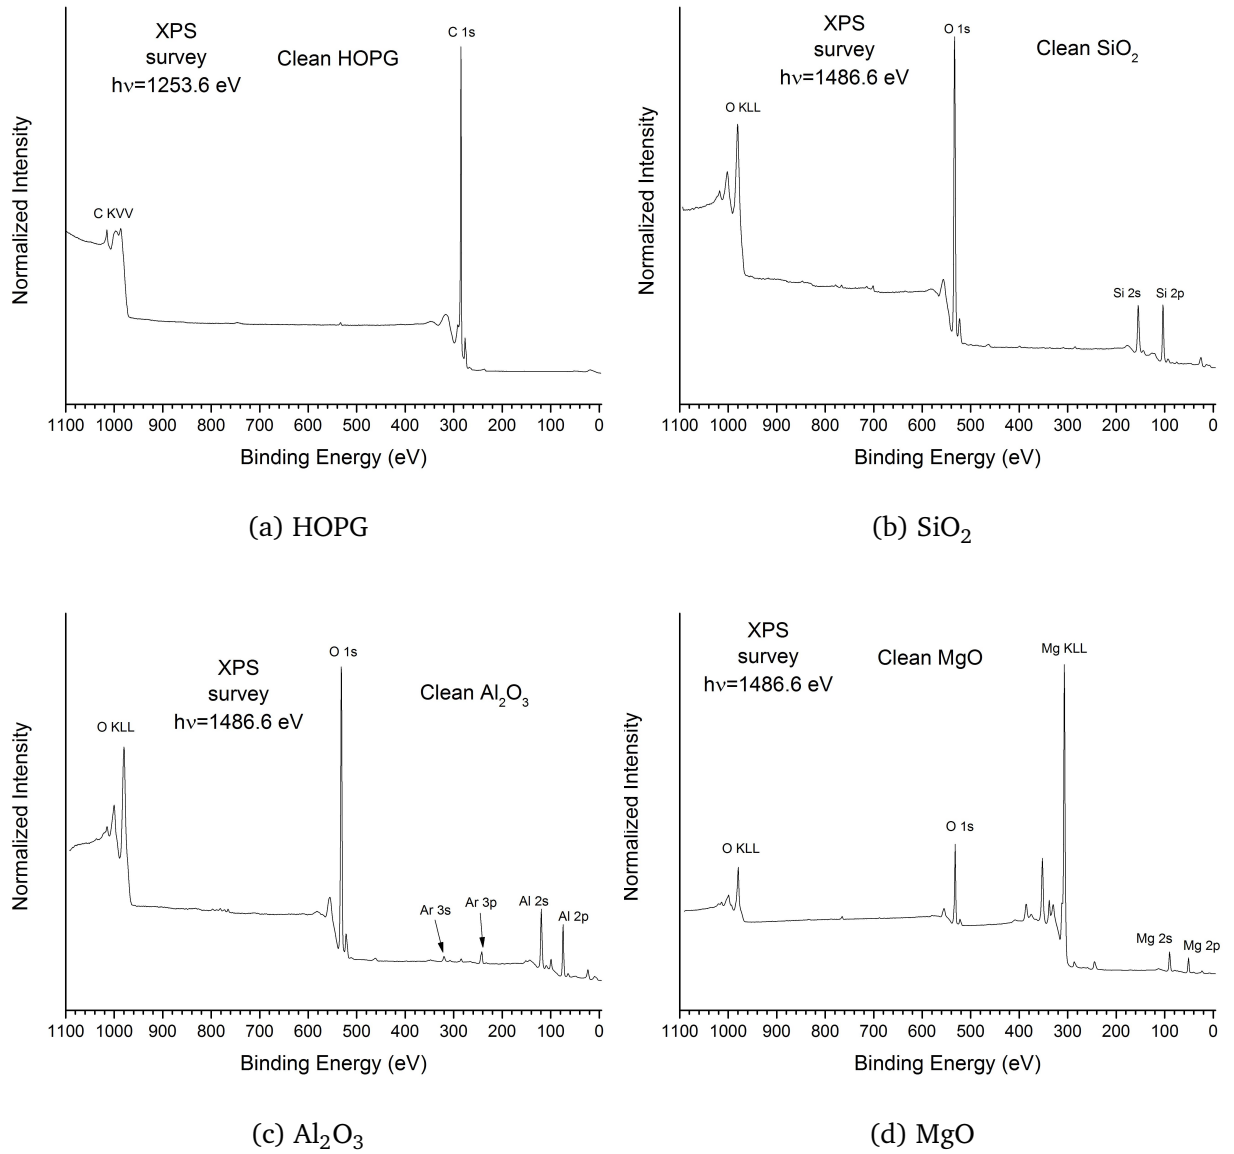 XPS
survey
hν=1253.6 eV
Clean HOPG
C 1s
C KVV
Normalized Intensity
1100 1000 900 800 700 600 500 400 300 200 100 0
Binding Energy (eV)
(a) HOPG
XPS
survey
hν=1486.6 eV
Clean SiO2
O 1s
O KLL
Si 2s Si 2p
Normalized Intensity
1100 1000 900 800 700 600 500 400 300 200 100 0
Binding Energy (eV)
(b) SiO2
XPS
survey
hν=1486.6 eV
Clean Al2O3
O 1s
O KLL
Ar 3s Ar 3p
Al 2s
Al 2p
Normalized Intensity
1100 1000 900 800 700 600 500 400 300 200 100 0
Binding Energy (eV)
(c) Al2O3
XPS
survey
hν=1486.6 eV
Clean MgO
Mg KLL
O 1s
O KLL
Mg 2s Mg 2p
Normalized Intensity
1100 1000 900 800 700 600 500 400 300 200 100 0
Binding Energy (eV)
(d) MgO